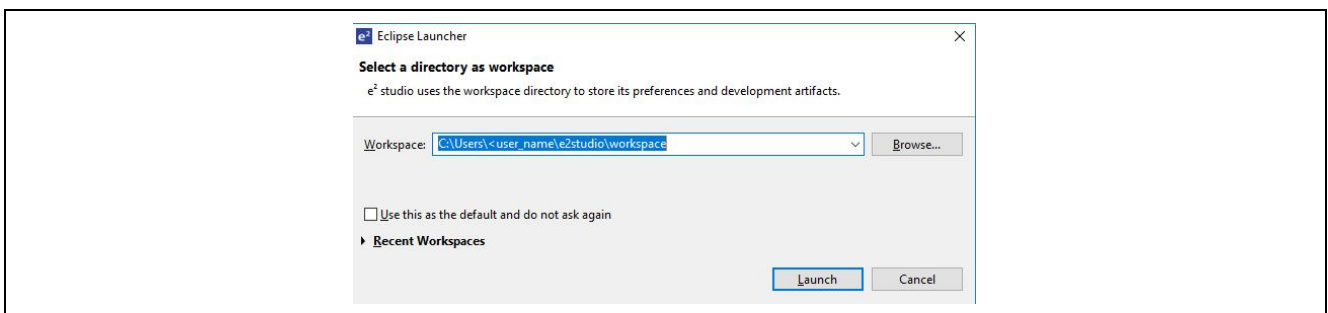 e² Eclipse Launcher
Select a directory as workspace
e² studio uses the workspace directory to store its preferences and development artifacts.
Workspace: C:\Users\<user_name\e2studio\workspace Browse...
Use this as the default and do not ask again
Recent Workspaces
Launch Cancel